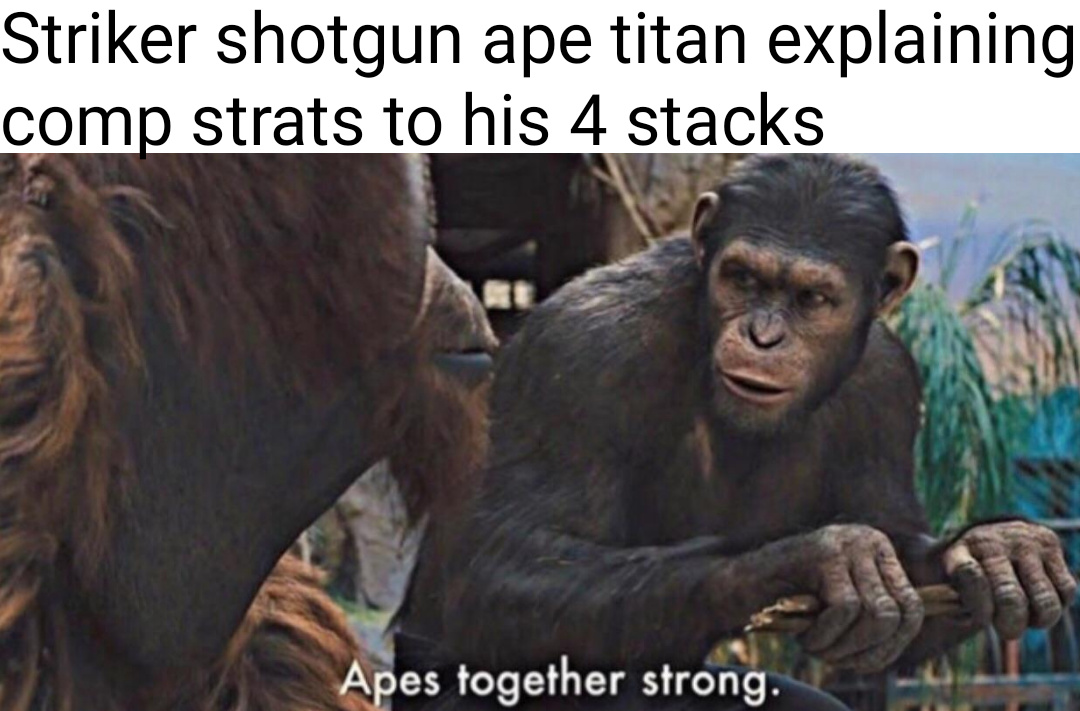 Striker shotgun ape titan explaining
comp strats to his 4 stacks
Apes together strong.